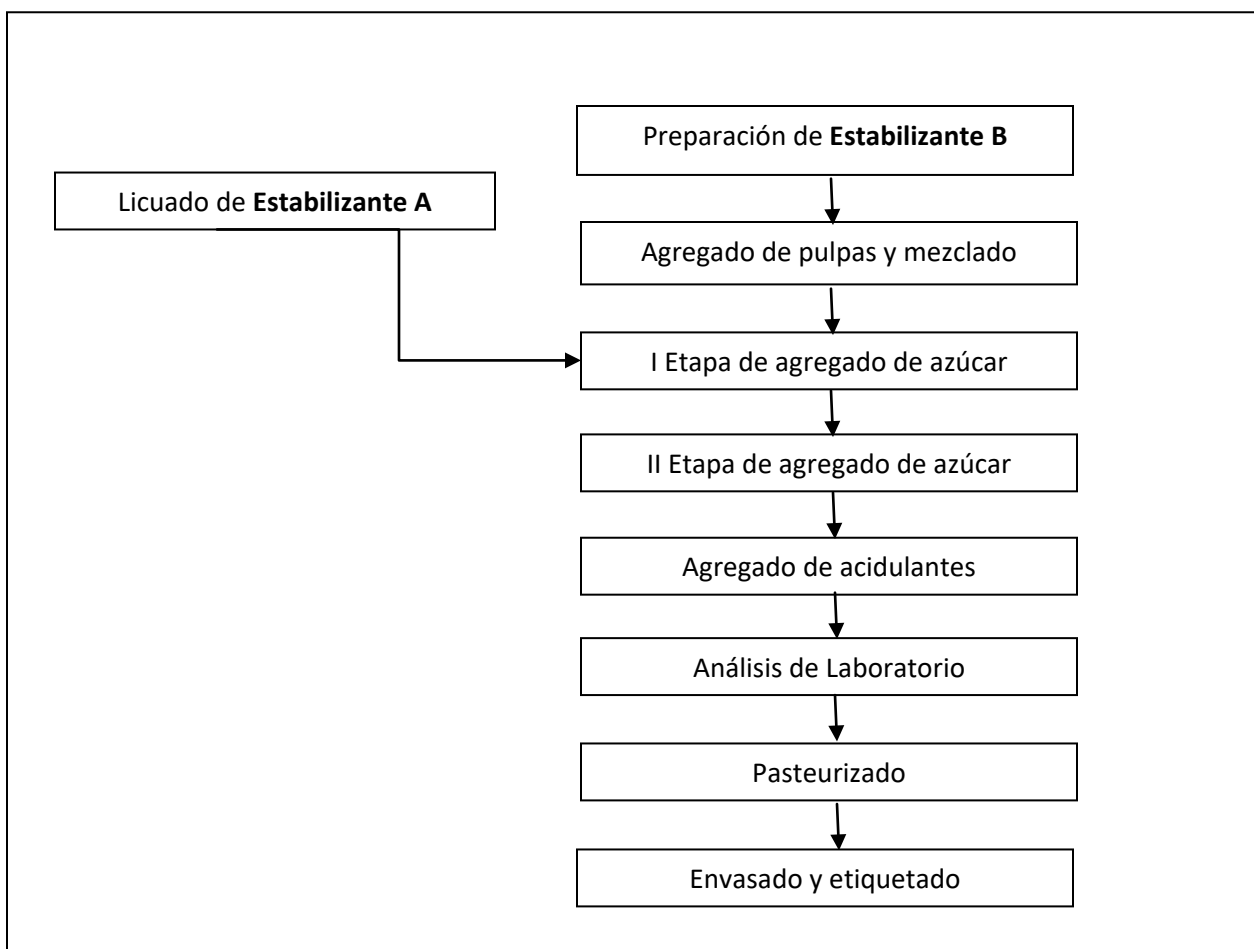 Preparación de Estabilizante B
Licuado de Estabilizante A
Agregado de pulpas y mezclado
I Etapa de agregado de azúcar
II Etapa de agregado de azúcar
Agregado de acidulantes
Análisis de Laboratorio
Pasteurizado
Envasado y etiquetado